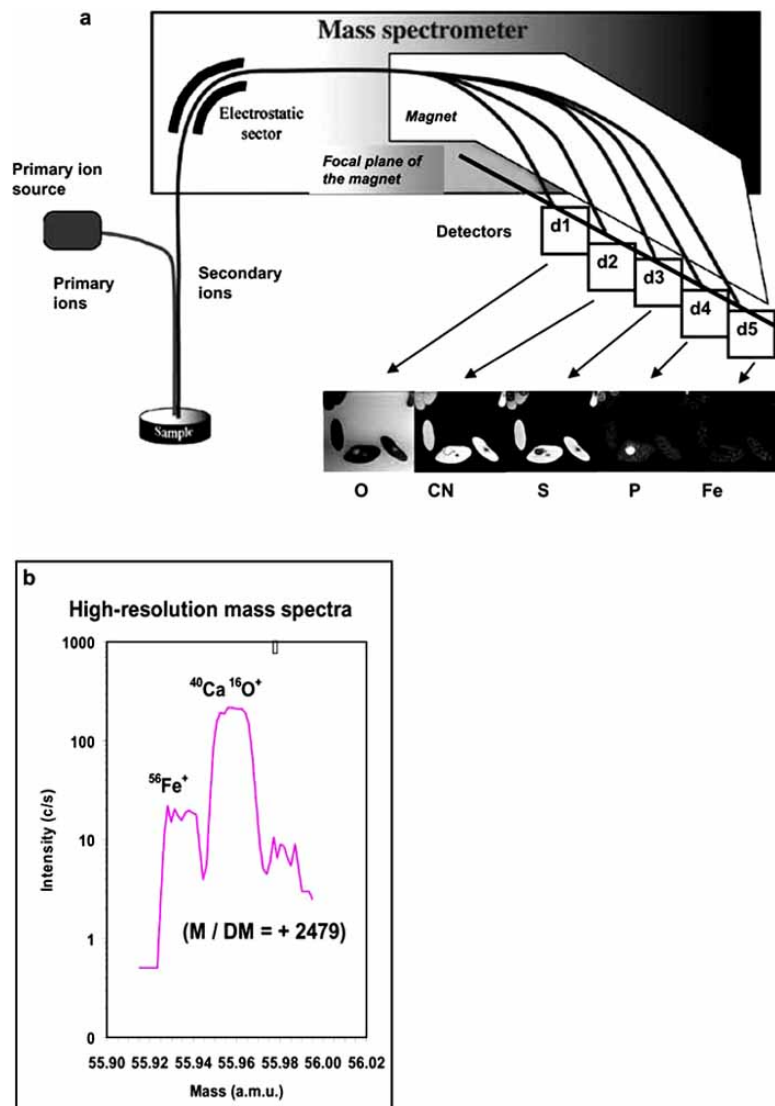 a
Mass spectrometer
Electrostatic
sector
Magnet
Focal plane of
the magnet
Primary ion
source
Detectors
d1
d2
d3
d4
d5
Primary
ions
Secondary
ions
Sample
O CN S P Fe
b
High-resolution mass spectra
1000
⁴⁰Ca ¹⁶O⁺
100
⁵⁶Fe⁺
10
Intensity (c/s)
1
(M / DM = + 2479)
0
55.90 55.92 55.94 55.96 55.98 56.00 56.02
Mass (a.m.u.)